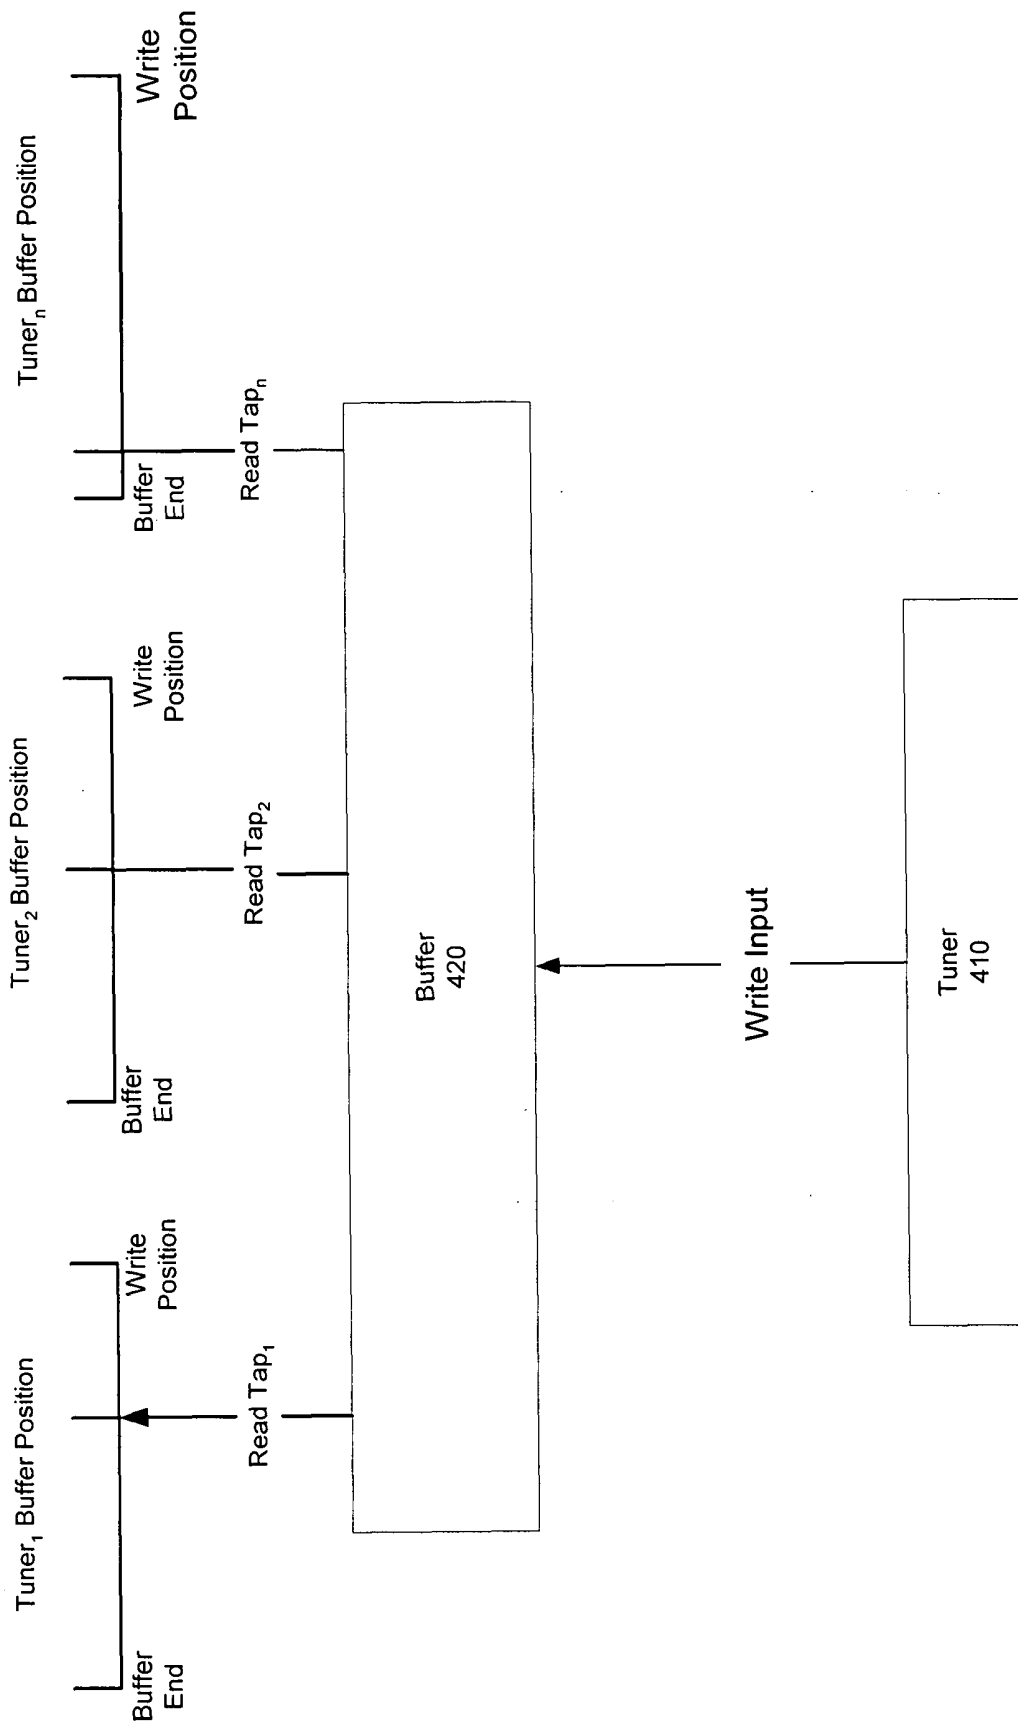 Tuner₁ Buffer Position
Buffer
End
Write
Position
Read Tap₁
Tuner₂ Buffer Position
Buffer
End
Write
Position
Read Tap₂
Tunerₙ Buffer Position
Buffer
End
Write
Position
Read Tapₙ
Buffer
420
Write Input
Tuner
410